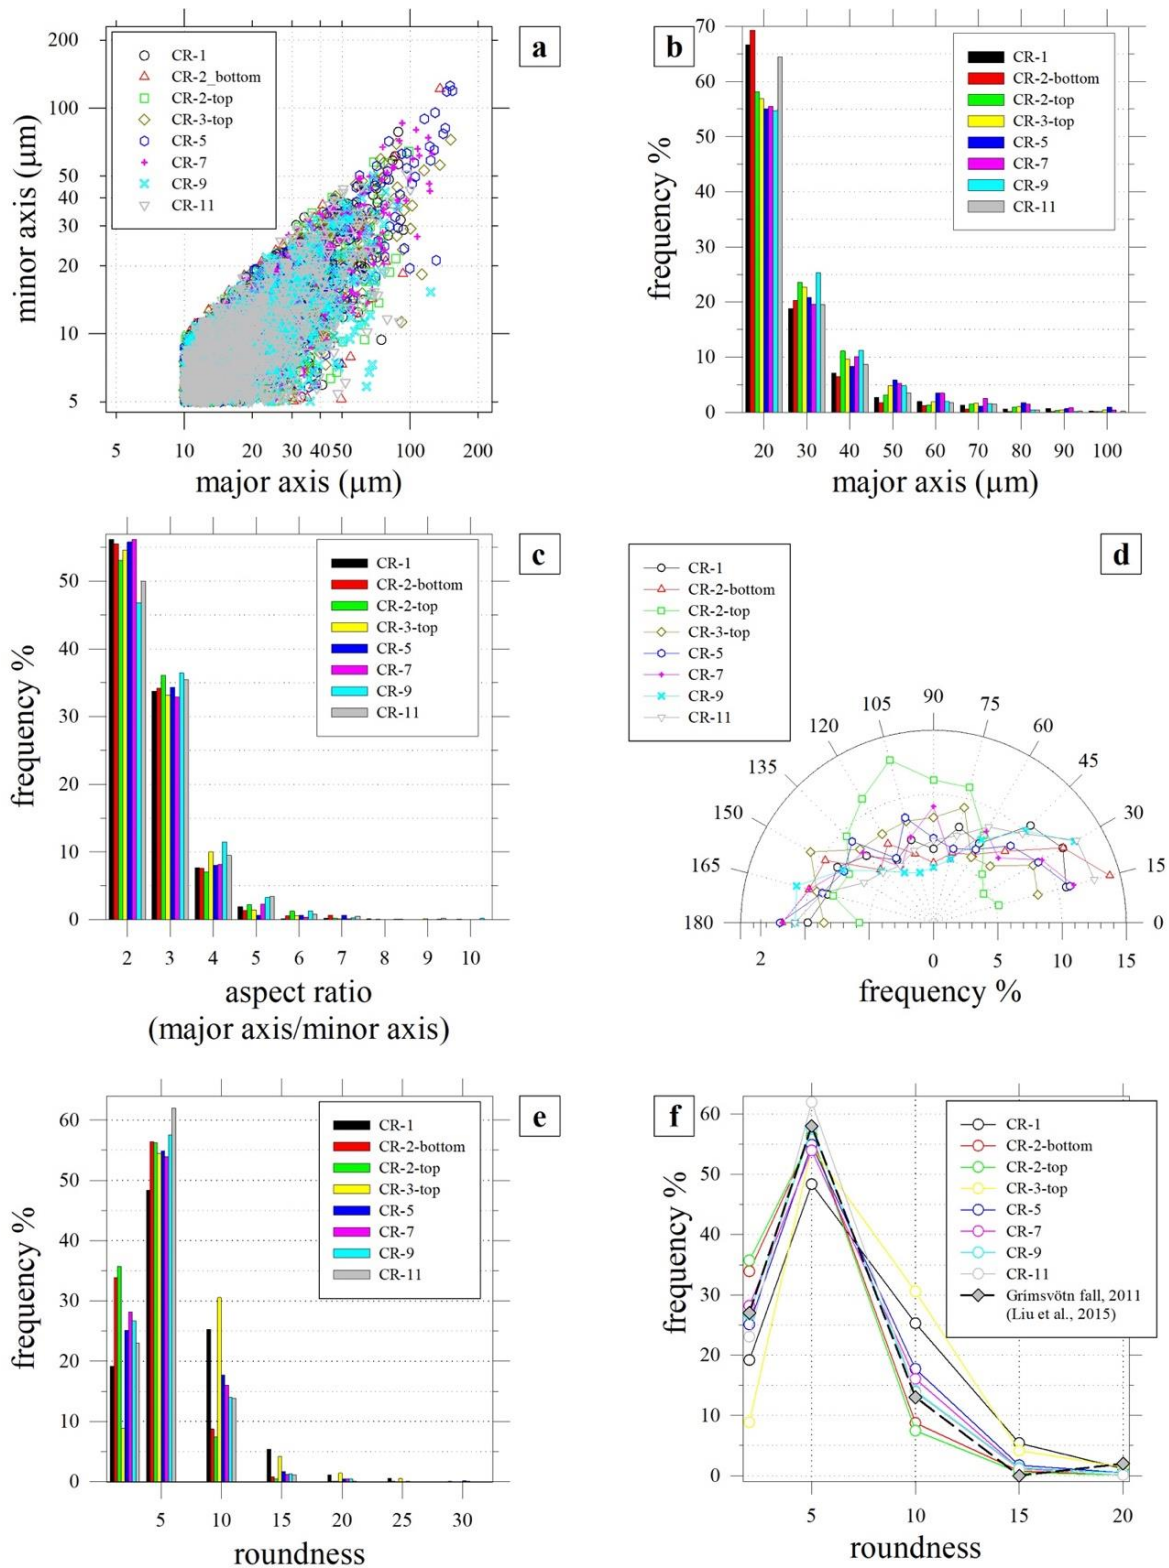 a
200
100
50
40
30
20
10
5
minor axis (µm)
CR-1
CR-2_bottom
CR-2-top
CR-3-top
CR-5
CR-7
CR-9
CR-11
5 10 20 30 40 50 100 200
major axis (µm)
b
70
60
50
40
30
20
10
0
frequency %
CR-1
CR-2-bottom
CR-2-top
CR-3-top
CR-5
CR-7
CR-9
CR-11
20 30 40 50 60 70 80 90 100
major axis (µm)
c
50
40
30
20
10
0
frequency %
CR-1
CR-2-bottom
CR-2-top
CR-3-top
CR-5
CR-7
CR-9
CR-11
2 3 4 5 6 7 8 9 10
aspect ratio
(major axis/minor axis)
d
CR-1
CR-2-bottom
CR-2-top
CR-3-top
CR-5
CR-7
CR-9
CR-11
180
165
150
135
120
105
90
75
60
45
30
15
0
2 0 5 10 15
frequency %
e
60
50
40
30
20
10
0
frequency %
CR-1
CR-2-bottom
CR-2-top
CR-3-top
CR-5
CR-7
CR-9
CR-11
5 10 15 20 25 30
roundness
f
60
50
40
30
20
10
0
frequency %
CR-1
CR-2-bottom
CR-2-top
CR-3-top
CR-5
CR-7
CR-9
CR-11
Grimsvötn fall, 2011
(Liu et al., 2015)
5 10 15 20
roundness